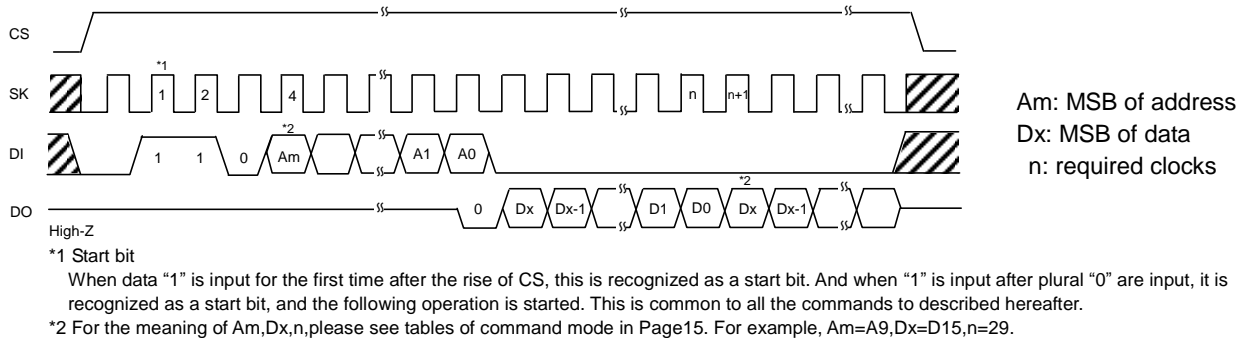 CS
SK
*1
1
2
4
n
n+1
DI
1
1
0
*2
Am
A1
A0
DO
High-Z
0
Dx
Dx-1
D1
D0
*2
Dx
Dx-1
Am: MSB of address
Dx: MSB of data
n: required clocks
*1 Start bit
When data “1” is input for the first time after the rise of CS, this is recognized as a start bit. And when “1” is input after plural “0” are input, it is
recognized as a start bit, and the following operation is started. This is common to all the commands to described hereafter.
*2 For the meaning of Am,Dx,n,please see tables of command mode in Page15. For example, Am=A9,Dx=D15,n=29.